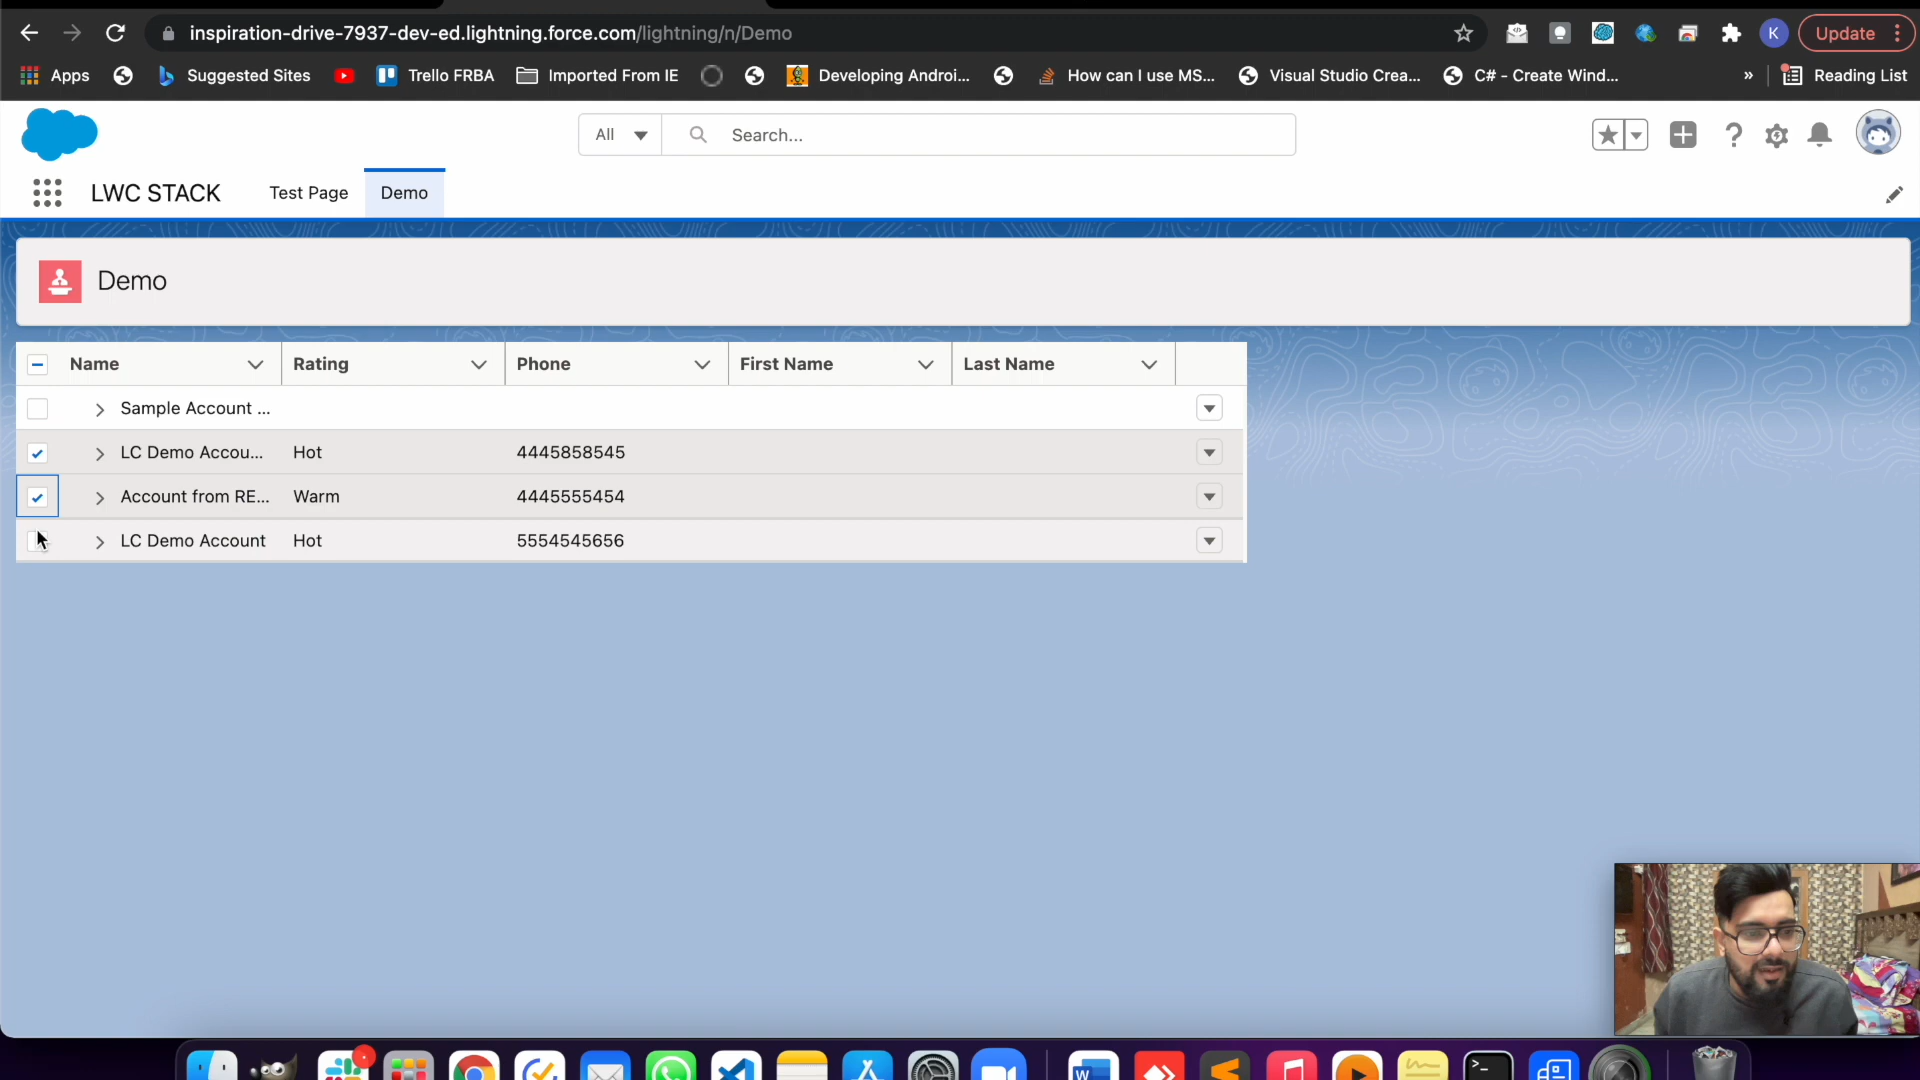 inspiration-drive-7937-dev-ed.lightning.force.com/lightning/n/Demo
K
Update
Apps
Suggested Sites
Trello FRBA
Imported From IE
Developing Androi...
How can I use MS...
Visual Studio Crea...
C# - Create Wind...
»
Reading List
All
Search...
LWC STACK
Test Page
Demo
Demo
Name Rating Phone First Name Last Name
Sample Account ...
LC Demo Accou... Hot 4445858545
Account from RE... Warm 4445555454
LC Demo Account Hot 5554545656